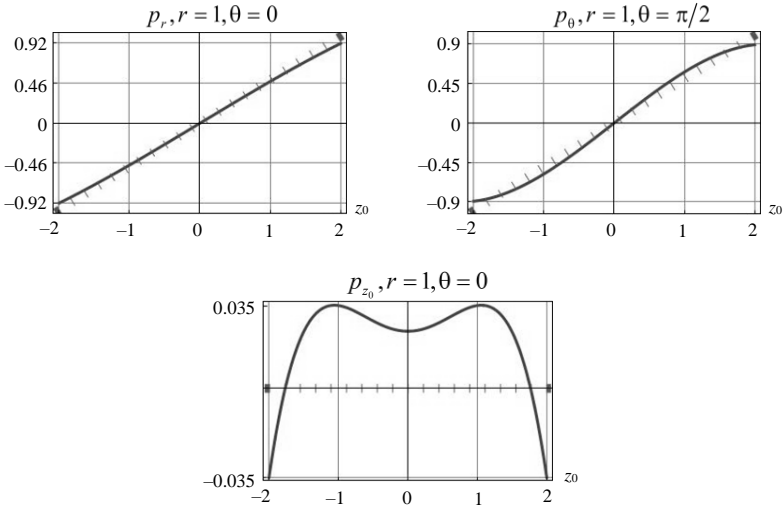 p_r, r = 1, θ = 0
0.92
0.46
0
−0.46
−0.92
−2 −1 0 1 2 z₀
p_θ, r = 1, θ = π/2
0.9
0.45
0
−0.45
−0.9
−2 −1 0 1 2 z₀
p_z₀, r = 1, θ = 0
0.035
−0.035
−2 −1 0 1 2 z₀